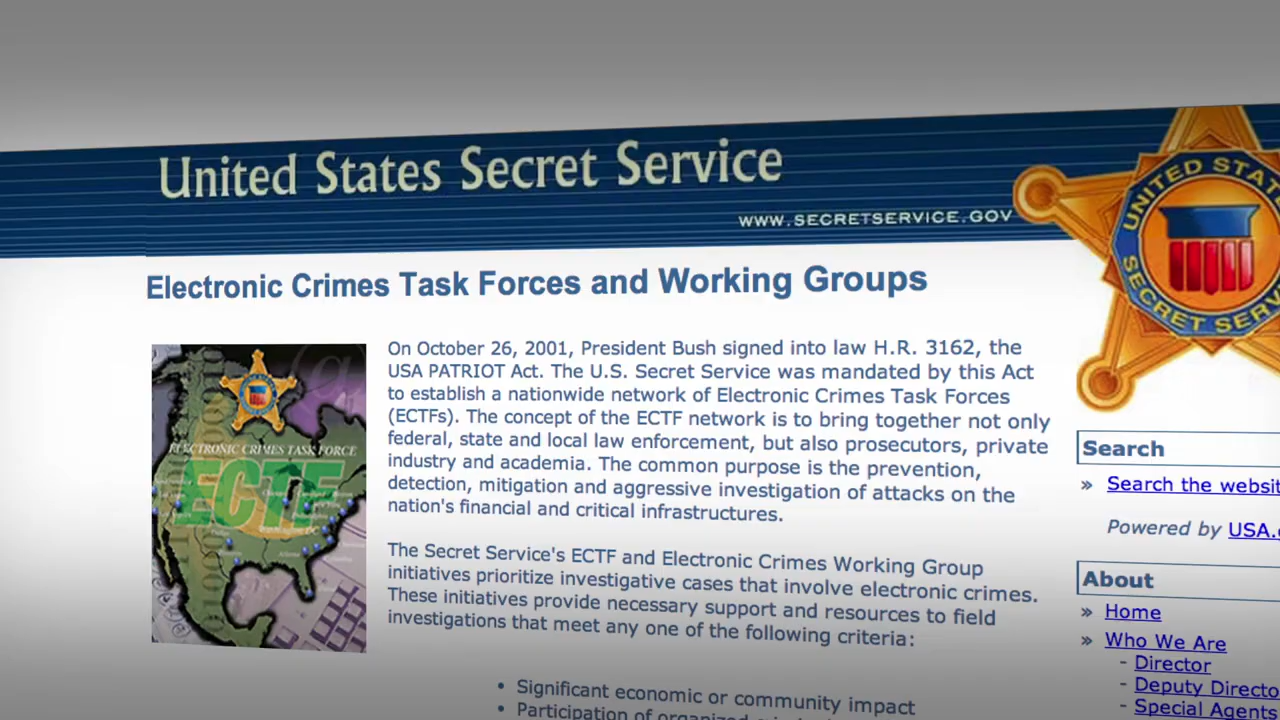 United States Secret Service
WWW.SECRETSERVICE.GOV
UNITED STA
SECRET SERV
Electronic Crimes Task Forces and Working Groups
ELECTRONIC CRIMES TASK FORCE
ECTF
On October 26, 2001, President Bush signed into law H.R. 3162, the
USA PATRIOT Act. The U.S. Secret Service was mandated by this Act
to establish a nationwide network of Electronic Crimes Task Forces
(ECTFs). The concept of the ECTF network is to bring together not only
federal, state and local law enforcement, but also prosecutors, private
industry and academia. The common purpose is the prevention,
detection, mitigation and aggressive investigation of attacks on the
nation's financial and critical infrastructures.
The Secret Service's ECTF and Electronic Crimes Working Group
initiatives prioritize investigative cases that involve electronic crimes.
These initiatives provide necessary support and resources to field
investigations that meet any one of the following criteria:
• Significant economic or community impact
• Participation of organized
Search
» Search the websit
Powered by USA.
About
» Home
» Who We Are
- Director
- Deputy Directo
- Special Agents